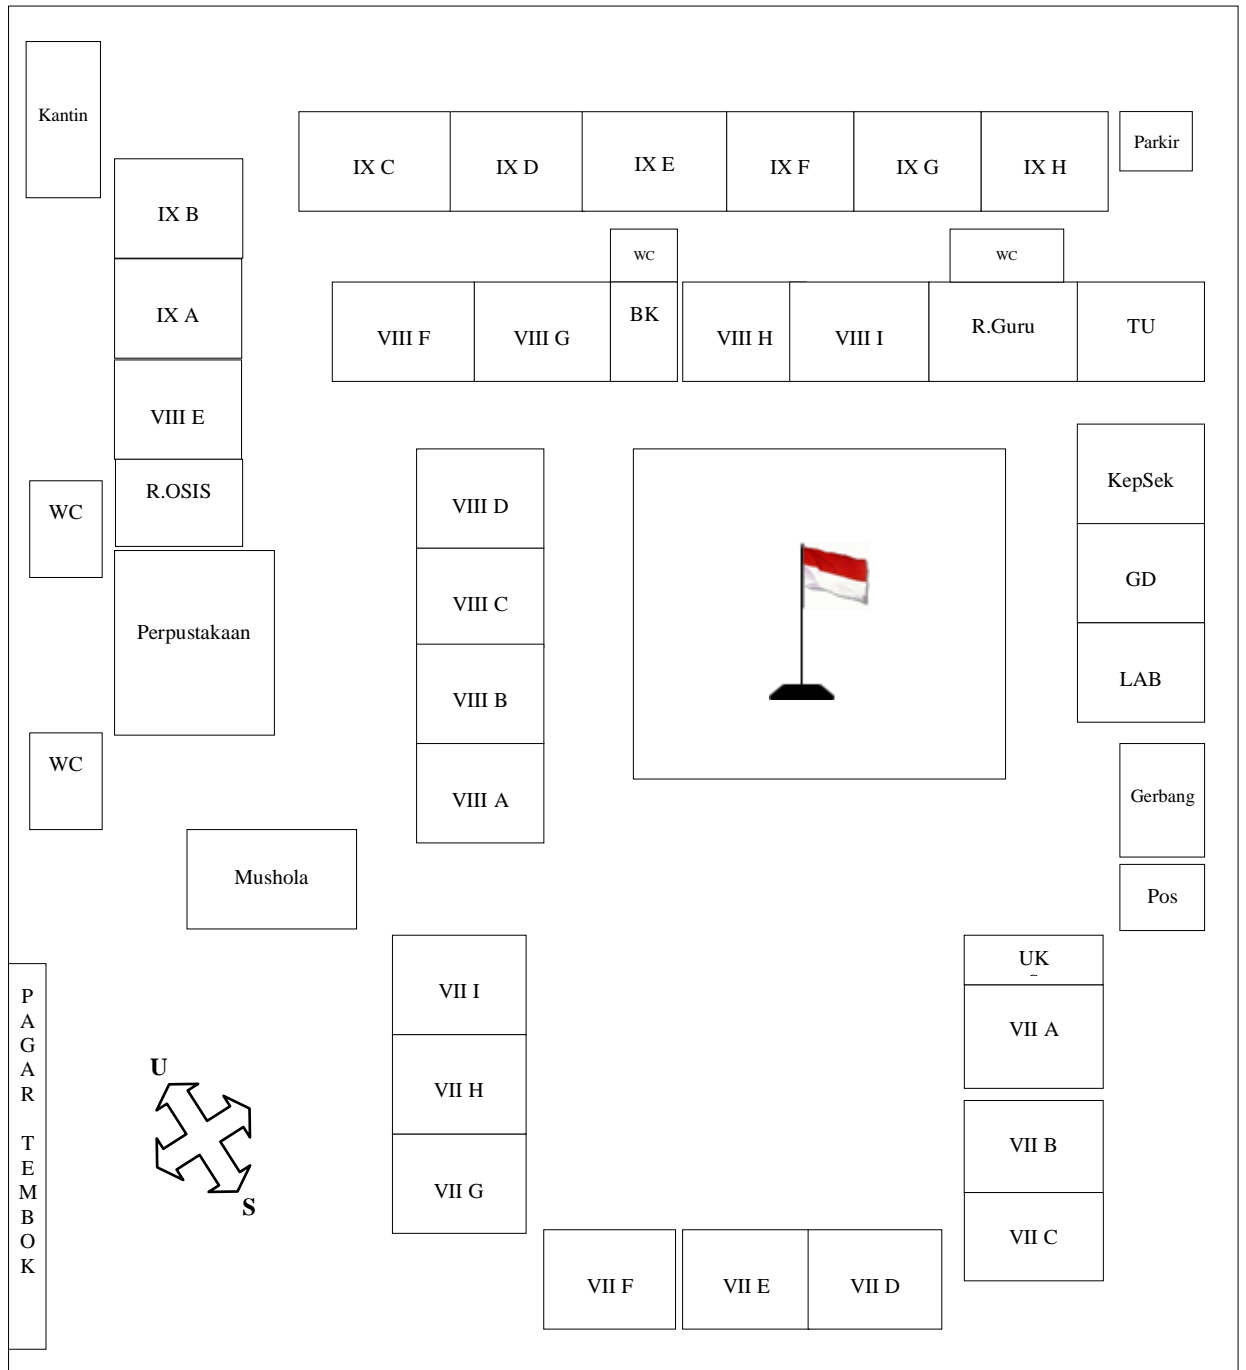 Kantin
IX C
IX D
IX E
IX F
IX G
IX H
Parkir
IX B
WC
WC
IX A
VIII F
VIII G
BK
VIII H
VIII I
R.Guru
TU
VIII E
R.OSIS
WC
VIII D
KepSek
VIII C
GD
Perpustakaan
VIII B
LAB
WC
VIII A
Gerbang
Mushola
Pos
UK
VII I
VII A
PAGAR TEMBOK
U
VII H
VII B
VII G
S
VII C
VII F
VII E
VII D